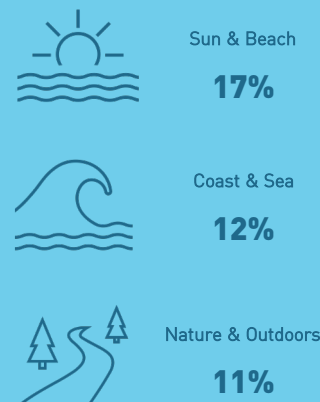 Sun & Beach
17%
Coast & Sea
12%
Nature & Outdoors
11%